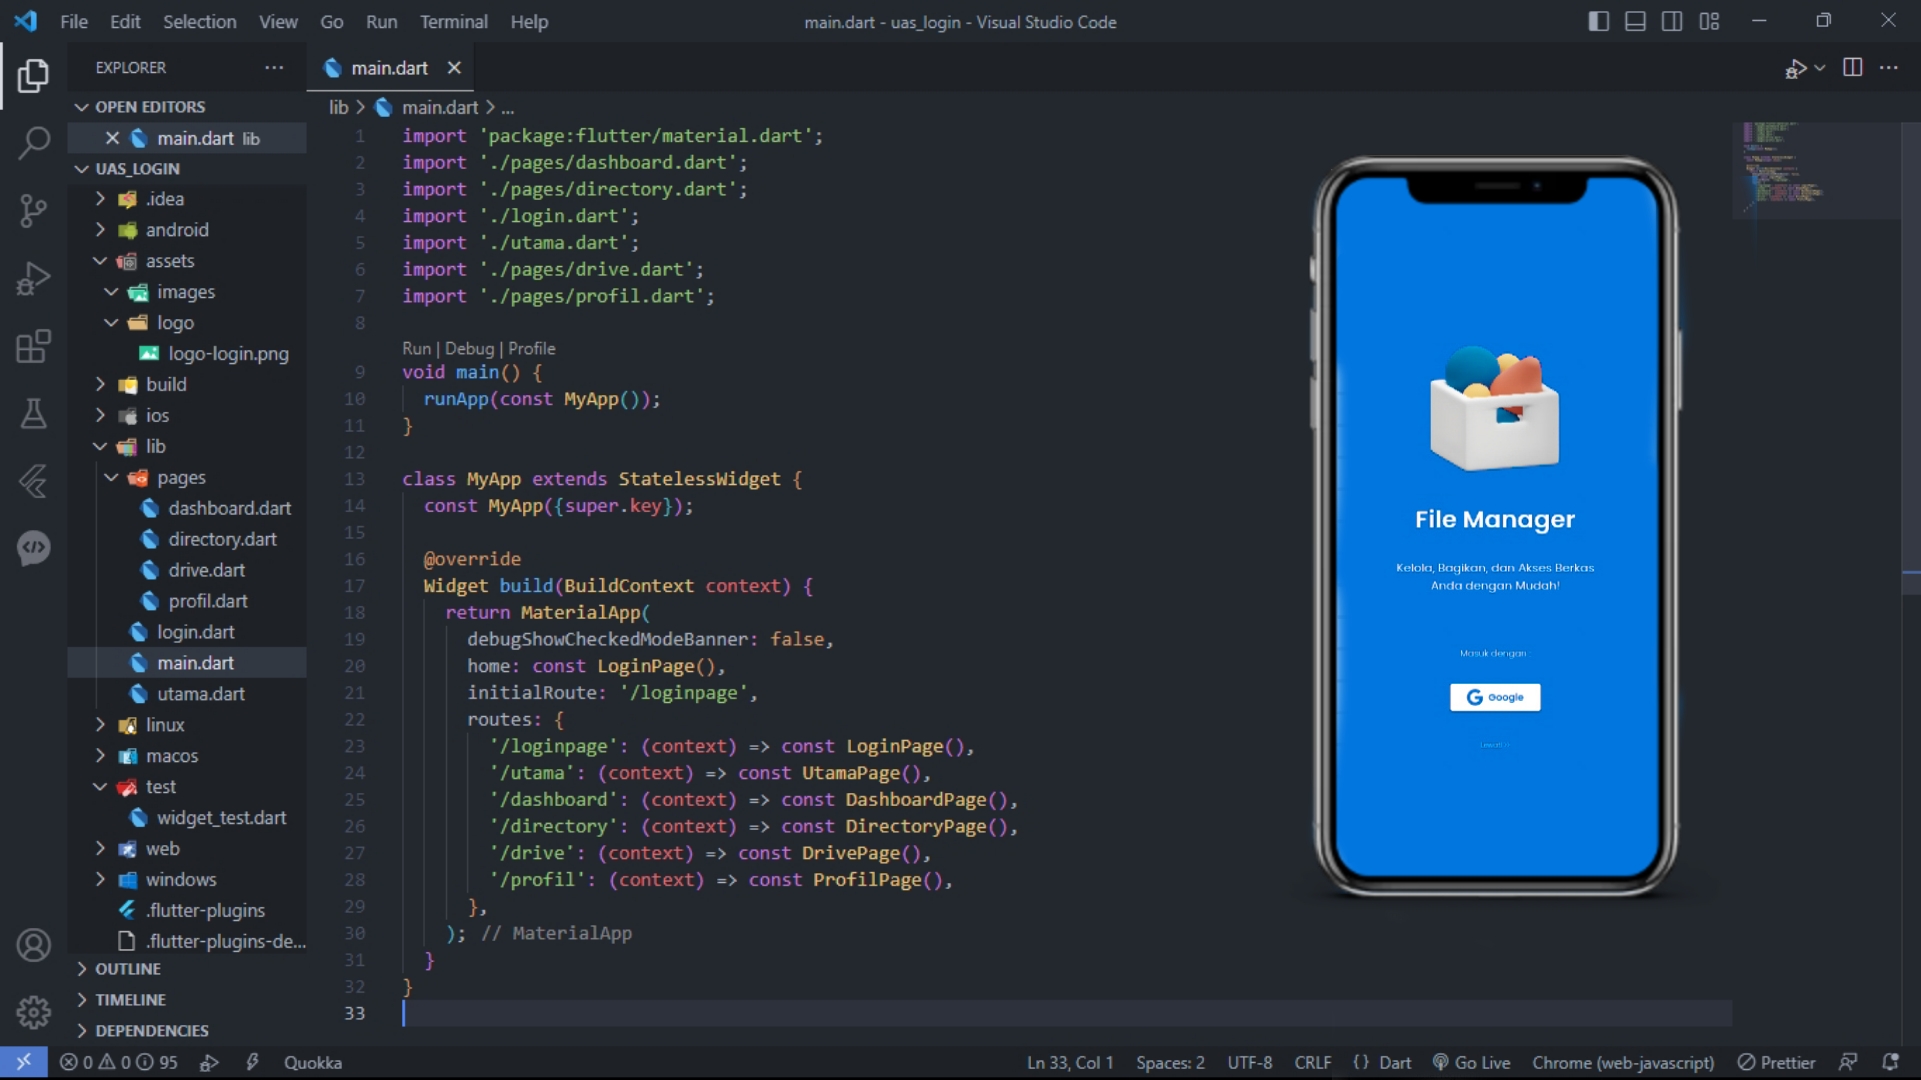 File Edit Selection View Go Run Terminal Help
main.dart - uas_login - Visual Studio Code
EXPLORER
OPEN EDITORS
main.dart lib
UAS_LOGIN
.idea
android
assets
images
logo
logo-login.png
build
ios
lib
pages
dashboard.dart
directory.dart
drive.dart
profil.dart
login.dart
main.dart
utama.dart
linux
macos
test
widget_test.dart
web
windows
.flutter-plugins
.flutter-plugins-de...
OUTLINE
TIMELINE
DEPENDENCIES
main.dart
lib > main.dart > ...
1 import 'package:flutter/material.dart';
2 import './pages/dashboard.dart';
3 import './pages/directory.dart';
4 import './login.dart';
5 import './utama.dart';
6 import './pages/drive.dart';
7 import './pages/profil.dart';
8
Run | Debug | Profile
9 void main() {
10 runApp(const MyApp());
11 }
12
13 class MyApp extends StatelessWidget {
14 const MyApp({super.key});
15
16 @override
17 Widget build(BuildContext context) {
18 return MaterialApp(
19 debugShowCheckedModeBanner: false,
20 home: const LoginPage(),
21 initialRoute: '/loginpage',
22 routes: {
23 '/loginpage': (context) => const LoginPage(),
24 '/utama': (context) => const UtamaPage(),
25 '/dashboard': (context) => const DashboardPage(),
26 '/directory': (context) => const DirectoryPage(),
27 '/drive': (context) => const DrivePage(),
28 '/profil': (context) => const ProfilPage(),
29 },
30 ); // MaterialApp
31 }
32 }
33
File Manager
Kelola, Bagikan, dan Akses Berkas
Anda dengan Mudah!
Masuk dengan
Google
0 0 95 Quokka
Ln 33, Col 1 Spaces: 2 UTF-8 CRLF {} Dart Go Live Chrome (web-javascript) Prettier